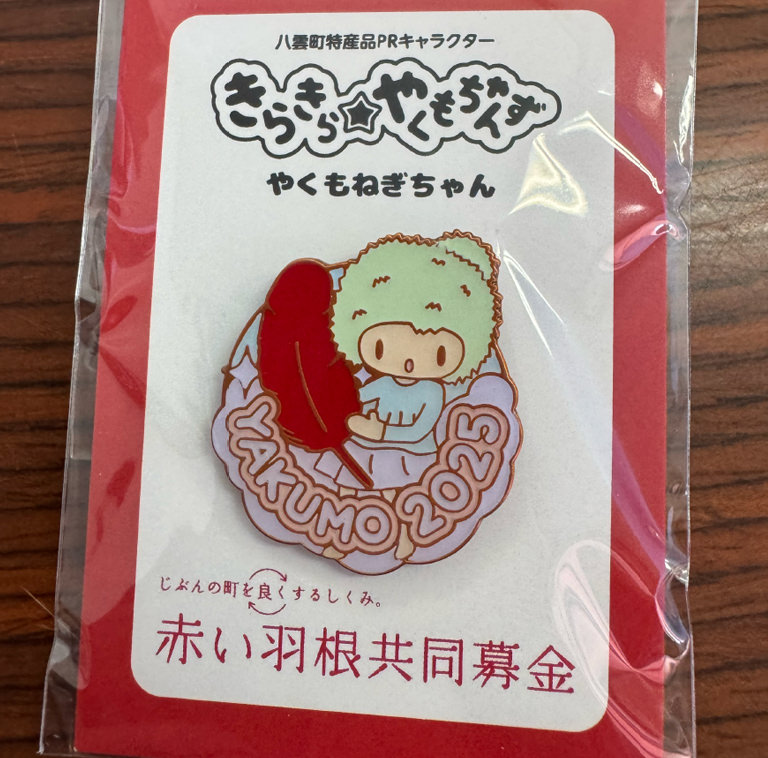 八雲町特産品PRキャラクター
きらきら☆やくもちゃんず
やくもねぎちゃん
YAKUMO 2025
じぶんの町を良くするしくみ。
赤い羽根共同募金